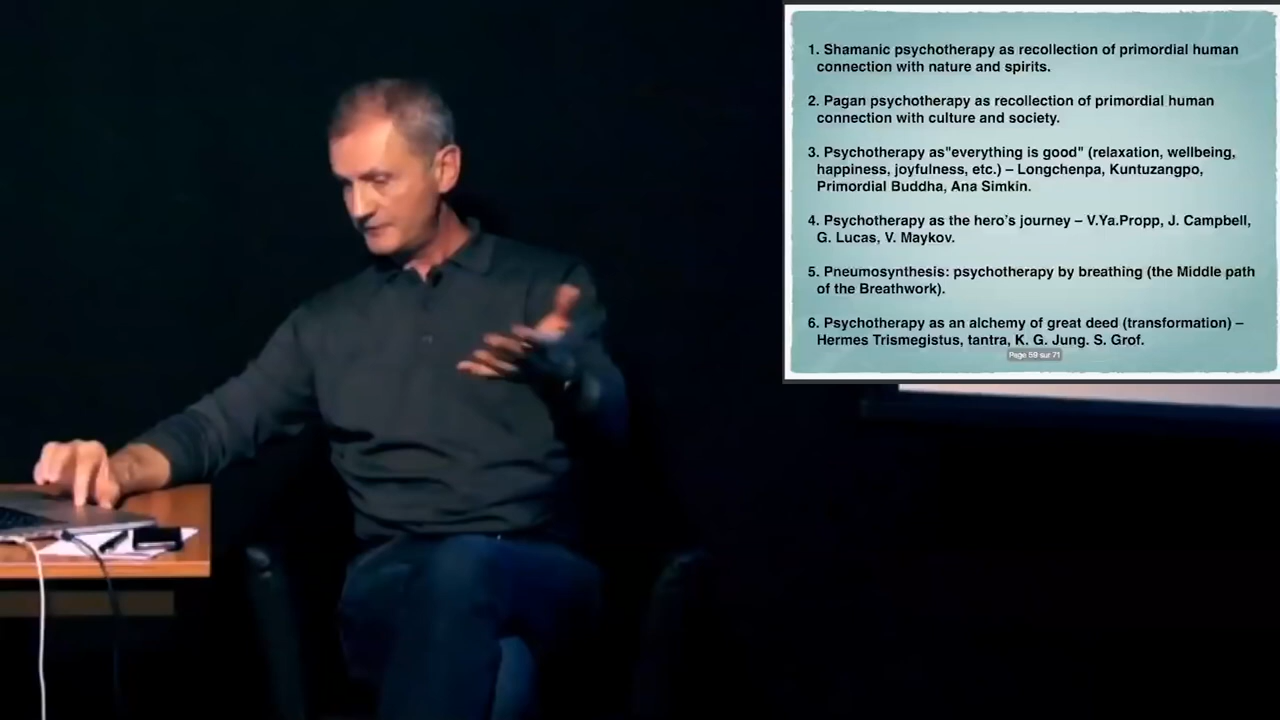 1. Shamanic psychotherapy as recollection of primordial human
connection with nature and spirits.
2. Pagan psychotherapy as recollection of primordial human
connection with culture and society.
3. Psychotherapy as"everything is good" (relaxation, wellbeing,
happiness, joyfulness, etc.) – Longchenpa, Kuntuzangpo,
Primordial Buddha, Ana Simkin.
4. Psychotherapy as the hero's journey – V.Ya.Propp, J. Campbell,
G. Lucas, V. Maykov.
5. Pneumosynthesis: psychotherapy by breathing (the Middle path
of the Breathwork).
6. Psychotherapy as an alchemy of great deed (transformation) –
Hermes Trismegistus, tantra, K. G. Jung. S. Grof.
Page 59 sur 71